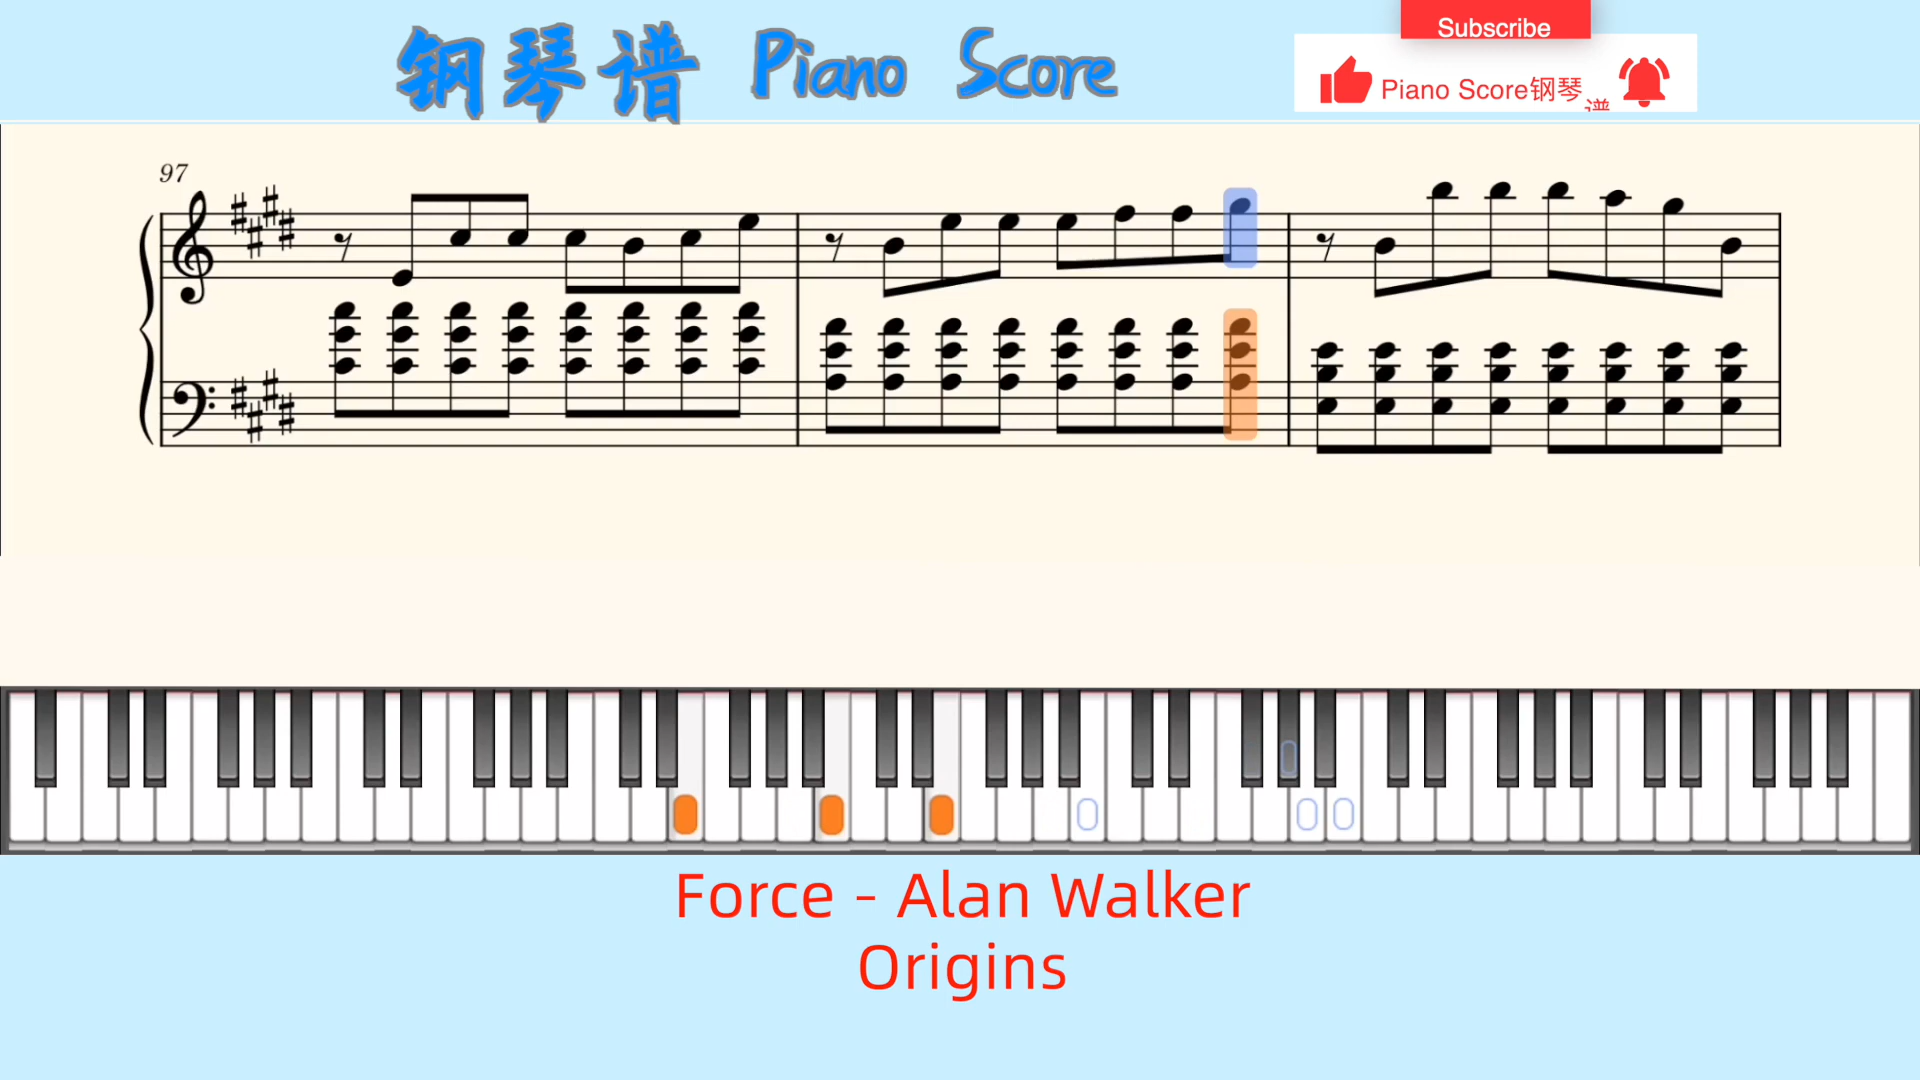 钢琴谱 Piano Score
Subscribe
Piano Score钢琴谱
97
Force - Alan Walker
Origins